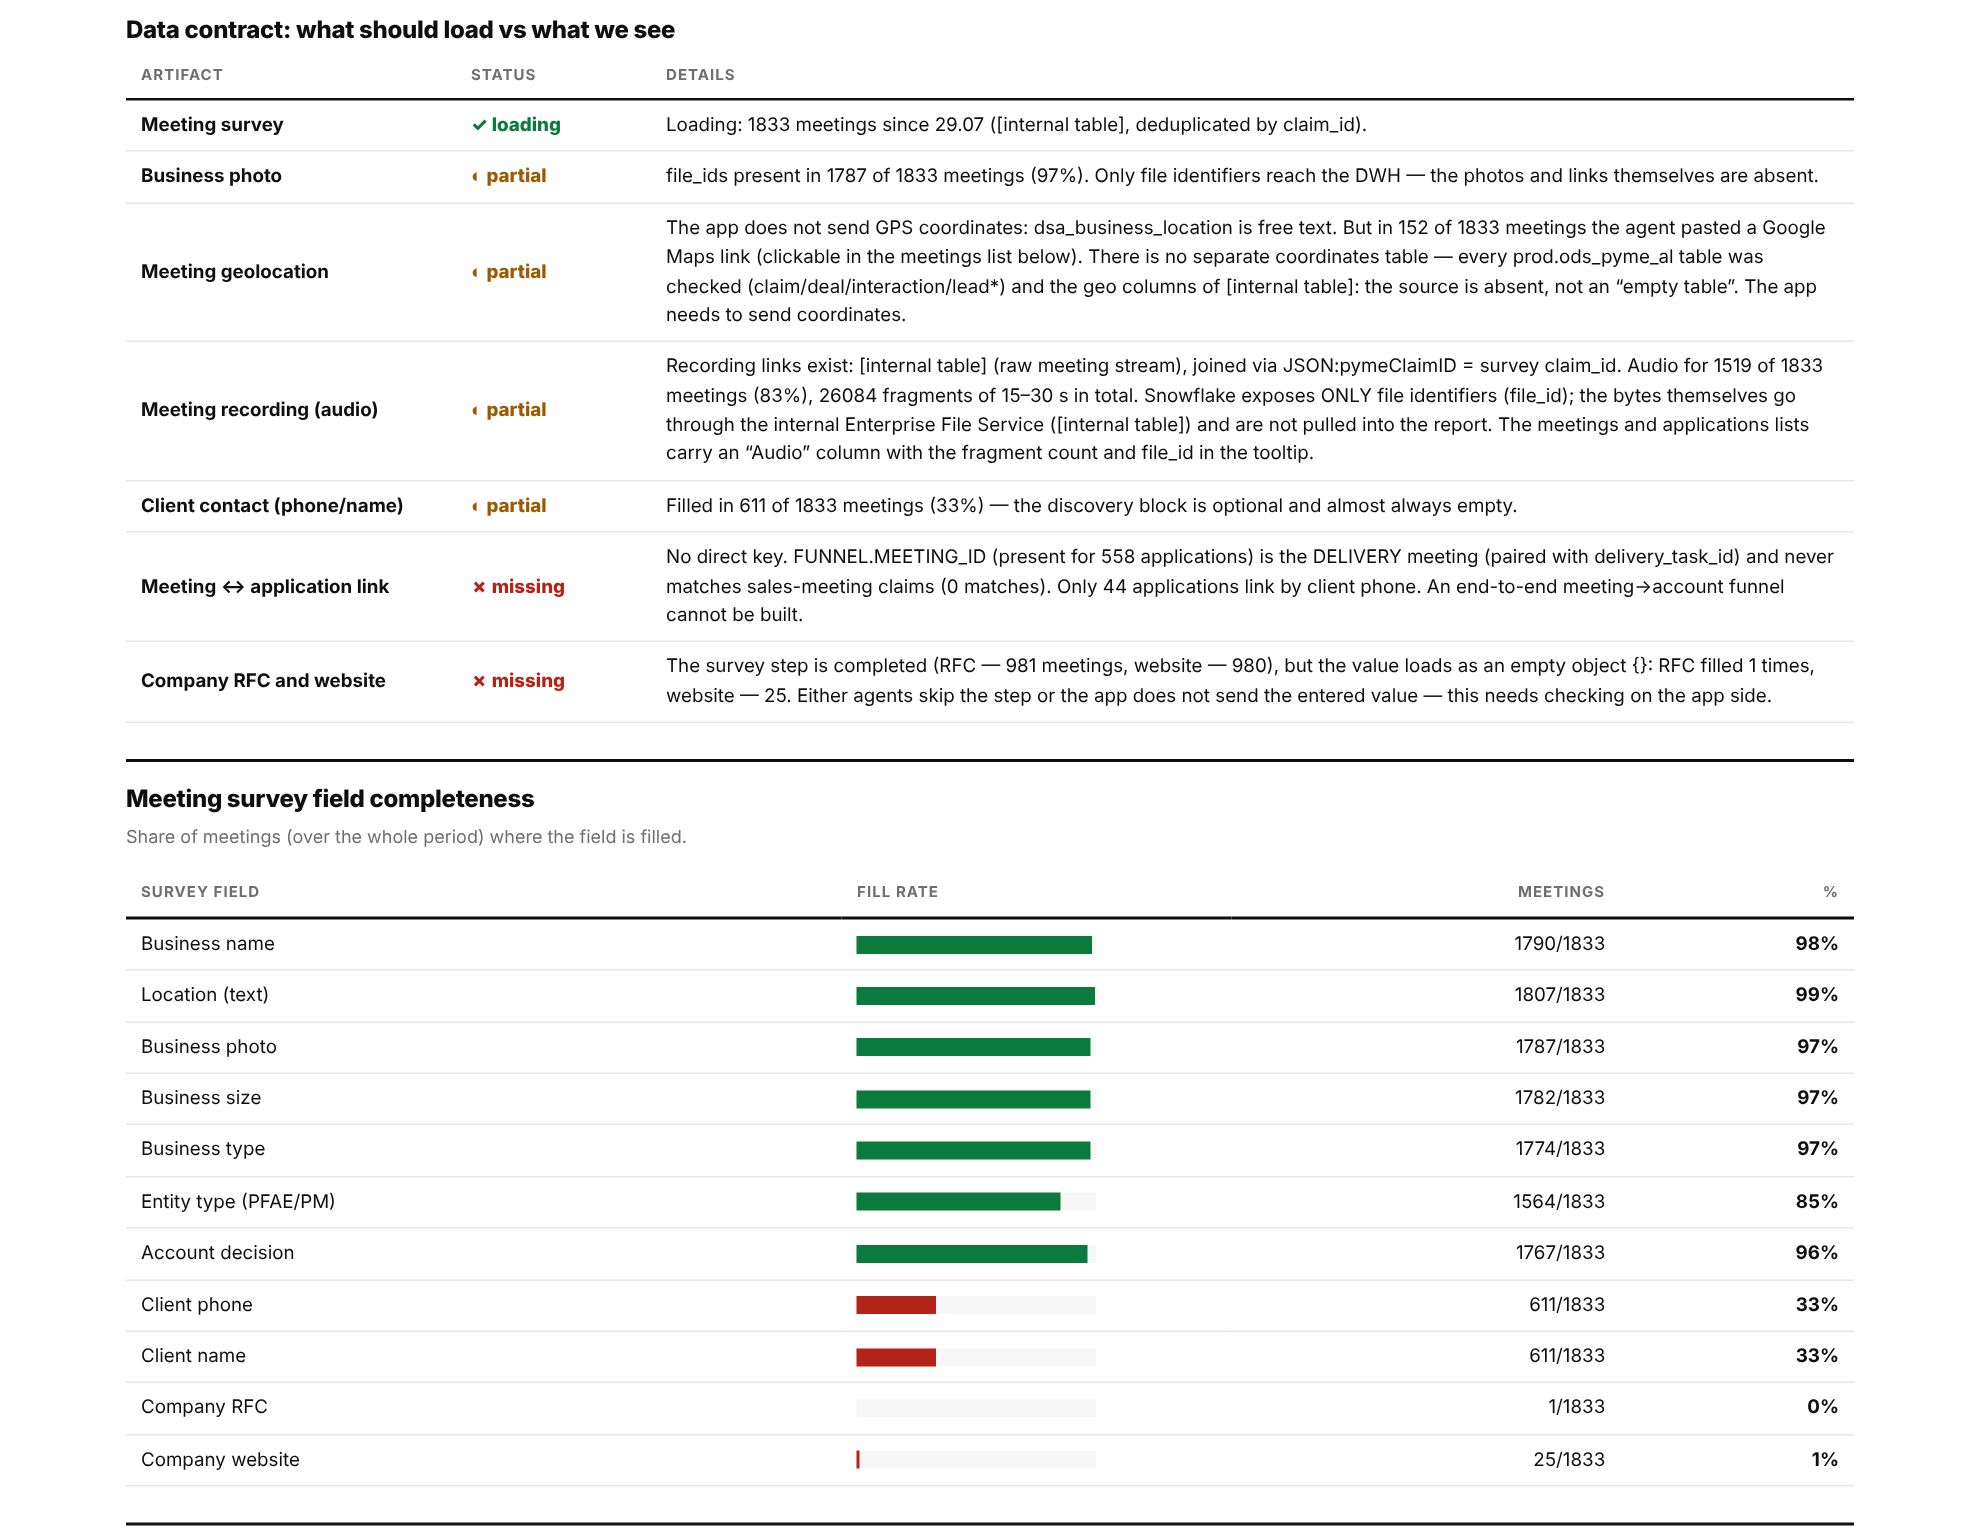 Data contract: what should load vs what we see
ARTIFACT STATUS DETAILS
Meeting survey ✓ loading Loading: 1833 meetings since 29.07 ([internal table], deduplicated by claim_id).
Business photo partial file_ids present in 1787 of 1833 meetings (97%). Only file identifiers reach the DWH — the photos and links themselves are absent.
The app does not send GPS coordinates: dsa_business_location is free text. But in 152 of 1833 meetings the agent pasted a Google
Maps link (clickable in the meetings list below). There is no separate coordinates table — every prod.ods_pyme_al table was
Meeting geolocation partial
checked (claim/deal/interaction/lead*) and the geo columns of [internal table]: the source is absent, not an “empty table”. The app
needs to send coordinates.
Recording links exist: [internal table] (raw meeting stream), joined via JSON:pymeClaimID = survey claim_id. Audio for 1519 of 1833
meetings (83%), 26084 fragments of 15–30 s in total. Snowflake exposes ONLY file identifiers (file_id); the bytes themselves go
Meeting recording (audio) partial
through the internal Enterprise File Service ([internal table]) and are not pulled into the report. The meetings and applications lists
carry an “Audio” column with the fragment count and file_id in the tooltip.
Client contact (phone/name) partial Filled in 611 of 1833 meetings (33%) — the discovery block is optional and almost always empty.
No direct key. FUNNEL.MEETING_ID (present for 558 applications) is the DELIVERY meeting (paired with delivery_task_id) and never
Meeting ↔ application link × missing matches sales-meeting claims (0 matches). Only 44 applications link by client phone. An end-to-end meeting→account funnel
cannot be built.
The survey step is completed (RFC — 981 meetings, website — 980), but the value loads as an empty object {}: RFC filled 1 times,
Company RFC and website × missing
website — 25. Either agents skip the step or the app does not send the entered value — this needs checking on the app side.
Meeting survey field completeness
Share of meetings (over the whole period) where the field is filled.
SURVEY FIELD FILL RATE MEETINGS %
Business name 1790/1833 98%
Location (text) 1807/1833 99%
Business photo 1787/1833 97%
Business size 1782/1833 97%
Business type 1774/1833 97%
Entity type (PFAE/PM) 1564/1833 85%
Account decision 1767/1833 96%
Client phone 611/1833 33%
Client name 611/1833 33%
Company RFC 1/1833 0%
Company website 25/1833 1%